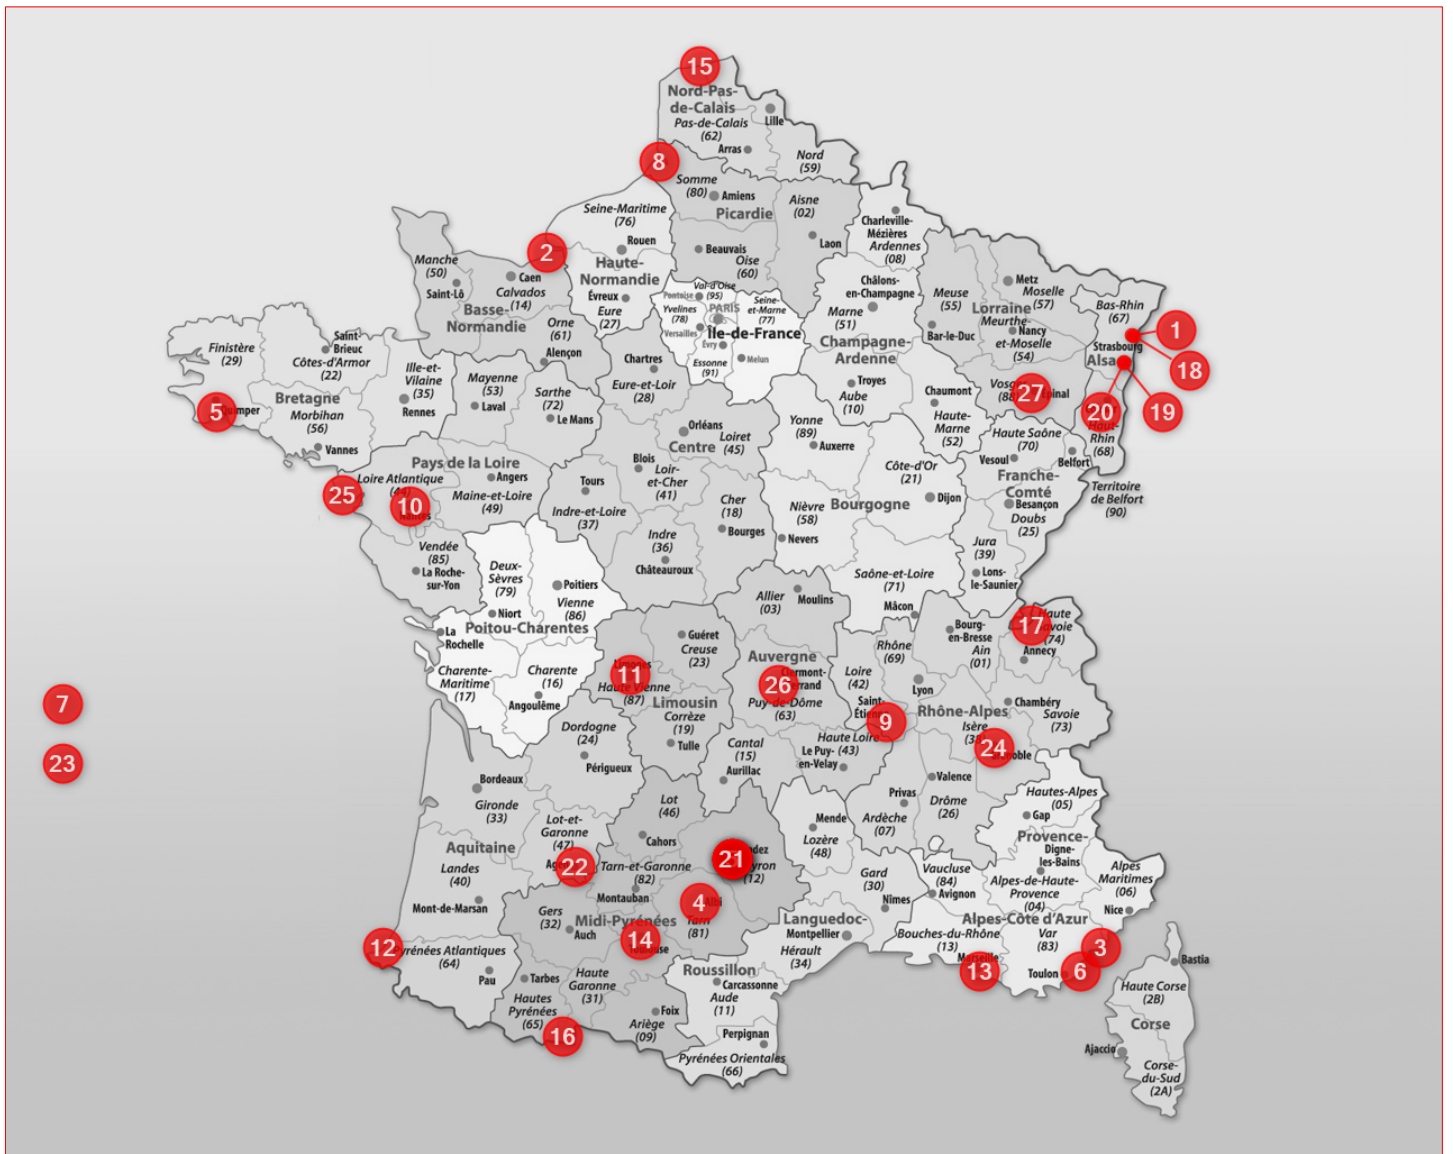 15
Nord-Pas-
de-Calais
Pas-de-Calais
(62)
Lille
Arras
Nord
(59)
8
Somme
(80)
Amiens
Picardie
Aisne
(02)
Laon
Beauvais
Oise
(60)
Charleville-
Mézières
Ardennes
(08)
Seine-Maritime
(76)
Rouen
Haute-
Normandie
Évreux
Eure
(27)
2
Manche
(50)
Saint-Lô
Caen
Calvados
(14)
Basse-
Normandie
Orne
(61)
Alençon
Val-d'Oise
(95)
Pontoise
Yvelines
(78)
PARIS
Versailles
Seine-
et-Marne
(77)
Île-de-France
Évry
Melun
Essonne
(91)
Châlons-
en-Champagne
Marne
(51)
Champagne-
Ardenne
Troyes
Aube
(10)
Chaumont
Haute-
Marne
(52)
Meuse
(55)
Bar-le-Duc
Metz
Moselle
(57)
Lorraine
Meurthe-
et-Moselle
(54)
Nancy
27
Bas-Rhin
(67)
Strasbourg
1
18
20
19
Haut-
Rhin
(68)
Finistère
(29)
5
Saint-
Brieuc
Côtes-d'Armor
(22)
Bretagne
Morbihan
(56)
Vannes
Ille-et-
Vilaine
(35)
Rennes
Mayenne
(53)
Laval
Sarthe
(72)
Le Mans
Chartres
Eure-et-Loir
(28)
Orléans
Loiret
(45)
Centre
Blois
Loir-
et-Cher
(41)
Tours
Indre-et-Loire
(37)
Cher
(18)
Bourges
Indre
(36)
Châteauroux
Yonne
(89)
Auxerre
Côte-d'Or
(21)
Dijon
Bourgogne
Nièvre
(58)
Nevers
Saône-et-Loire
(71)
Mâcon
Haute Saône
(70)
Vesoul
Belfort
Franche-
Comté
Besançon
Doubs
(25)
Territoire
de Belfort
(90)
Jura
(39)
Lons-
le-Saunier
Pays de la Loire
Loire Atlantique
25
10
Angers
Maine-et-Loire
(49)
Vendée
(85)
La Roche-
sur-Yon
Deux-
Sèvres
(79)
Niort
Poitiers
Vienne
(86)
Poitou-Charentes
La
Rochelle
Charente-
Maritime
(17)
Charente
(16)
Angoulême
11
Haute Vienne
(87)
Guéret
Creuse
(23)
Limousin
Corrèze
(19)
Tulle
Allier
(03)
Moulins
Auvergne
26
Puy-de-Dôme
(63)
Cantal
(15)
Aurillac
Haute Loire
(43)
Le Puy-
en-Velay
Rhône
(69)
Loire
(42)
Lyon
9
Bourg-
en-Bresse
Ain
(01)
17
Haute
(74)
Annecy
Chambéry
Savoie
(73)
Rhône-Alpes
Isère
24
Valence
Drôme
(26)
Privas
Ardèche
(07)
7
23
Dordogne
(24)
Périgueux
Bordeaux
Gironde
(33)
Lot-et-
Garonne
(47)
22
Aquitaine
Landes
(40)
Mont-de-Marsan
12
Pyrénées Atlantiques
(64)
Pau
Lot
(46)
Cahors
21
(12)
Tarn-et-Garonne
(82)
Montauban
4
Tarn
(81)
Gers
(32)
Auch
Midi-Pyrénées
14
Haute
Garonne
(31)
Tarbes
Hautes
Pyrénées
(65)
16
Foix
Ariège
(09)
Mende
Lozère
(48)
Gard
(30)
Nîmes
Languedoc-
Montpellier
Hérault
(34)
Roussillon
Carcassonne
Aude
(11)
Perpignan
Pyrénées Orientales
(66)
Hautes-Alpes
(05)
Gap
Provence-
Digne-
les-Bains
Alpes-de-Haute-
Provence
(04)
Alpes
Maritimes
(06)
Nice
Vaucluse
(84)
Avignon
Alpes-Côte d'Azur
Bouches-du-Rhône
(13)
Marseille
13
Var
(83)
Toulon
3
6
Bastia
Haute Corse
(2B)
Corse
Ajaccio
Corse-
du-Sud
(2A)